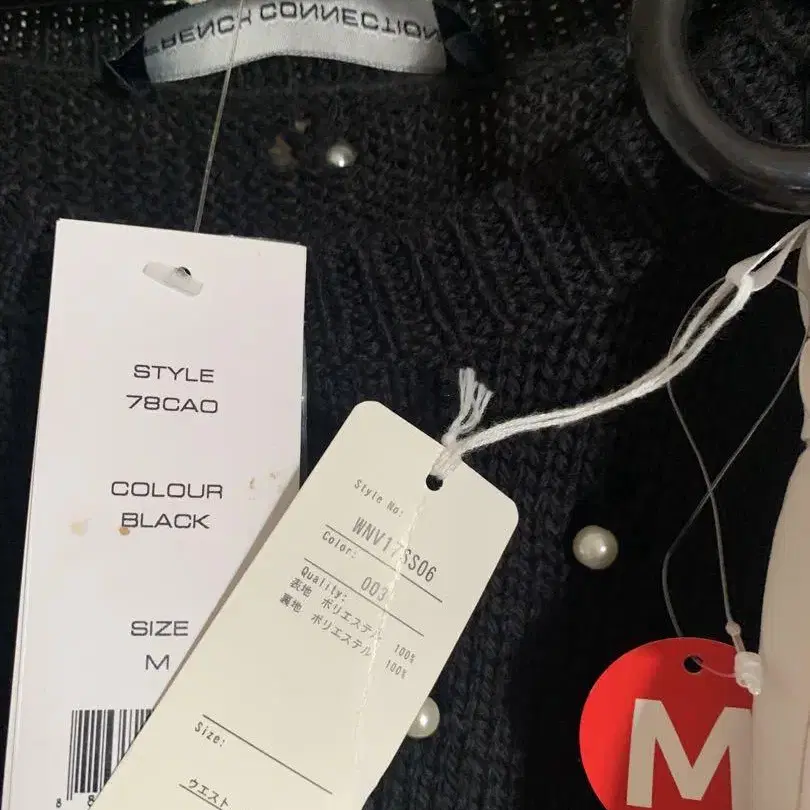 FRENCH CONNECTION
STYLE
78CAO
COLOUR
BLACK
SIZE
M
Style No:
WNV17SS06
Color:
003
Quality:
表地 ポリエステル 100%
裏地 ポリエステル 100%
Size:
ウエスト
M